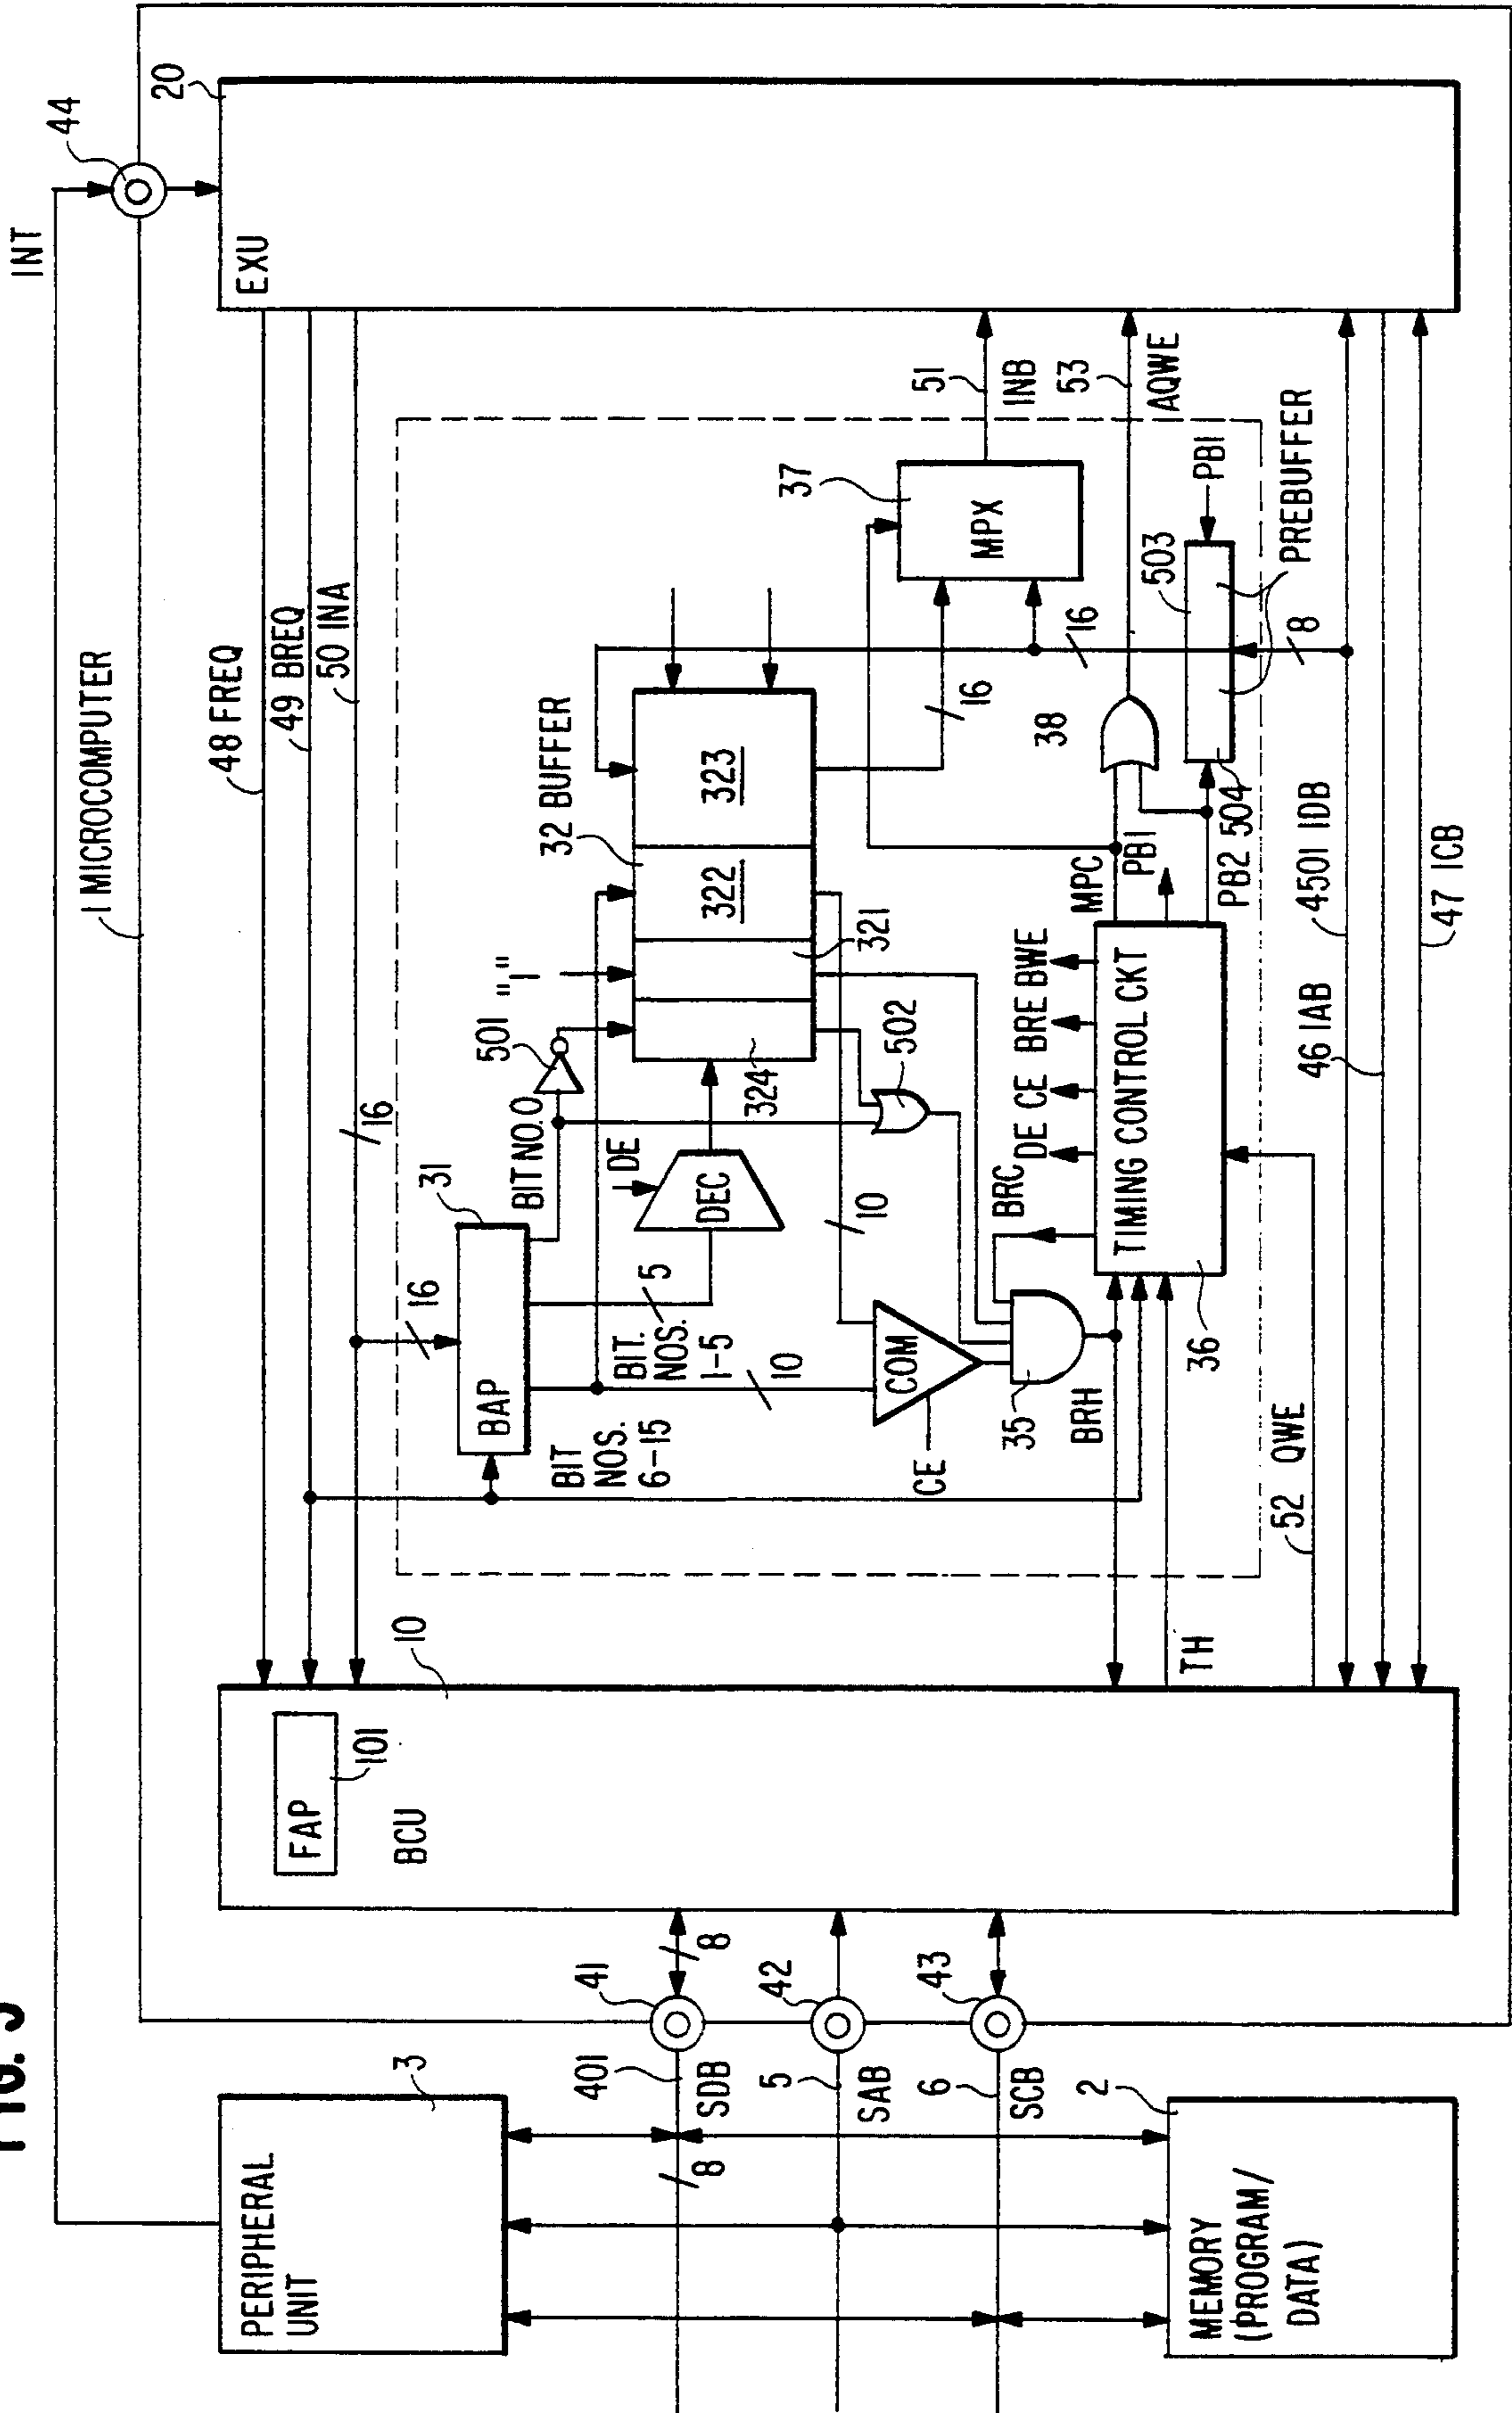 FIG. 5
1 MICROCOMPUTER
INT
44
20
EXU
48 FREQ
49 BREQ
50 INA
16
PERIPHERAL
UNIT
3
401
SDB
8
5
SAB
6
SCB
2
MEMORY
(PROGRAM/
DATA)
41
8
42
43
FAP
101
BCU
10
16
31
BAP
BIT NO. 0
501
"1"
BIT.
NOS.
1-5
5
BIT
NOS.
6-15
10
DE
DEC
32 BUFFER
324
321
322
323
502
10
16
16
37
MPX
51
INB
COM
CE
35
BRC
BRH
DE
CE
BRE
BWE
TIMING CONTROL CKT
36
MPC
PB1
PB2
38
53
AQWE
503
504
PB1
PREBUFFER
8
TH
52 QWE
4501 IDB
46 IAB
47 ICB